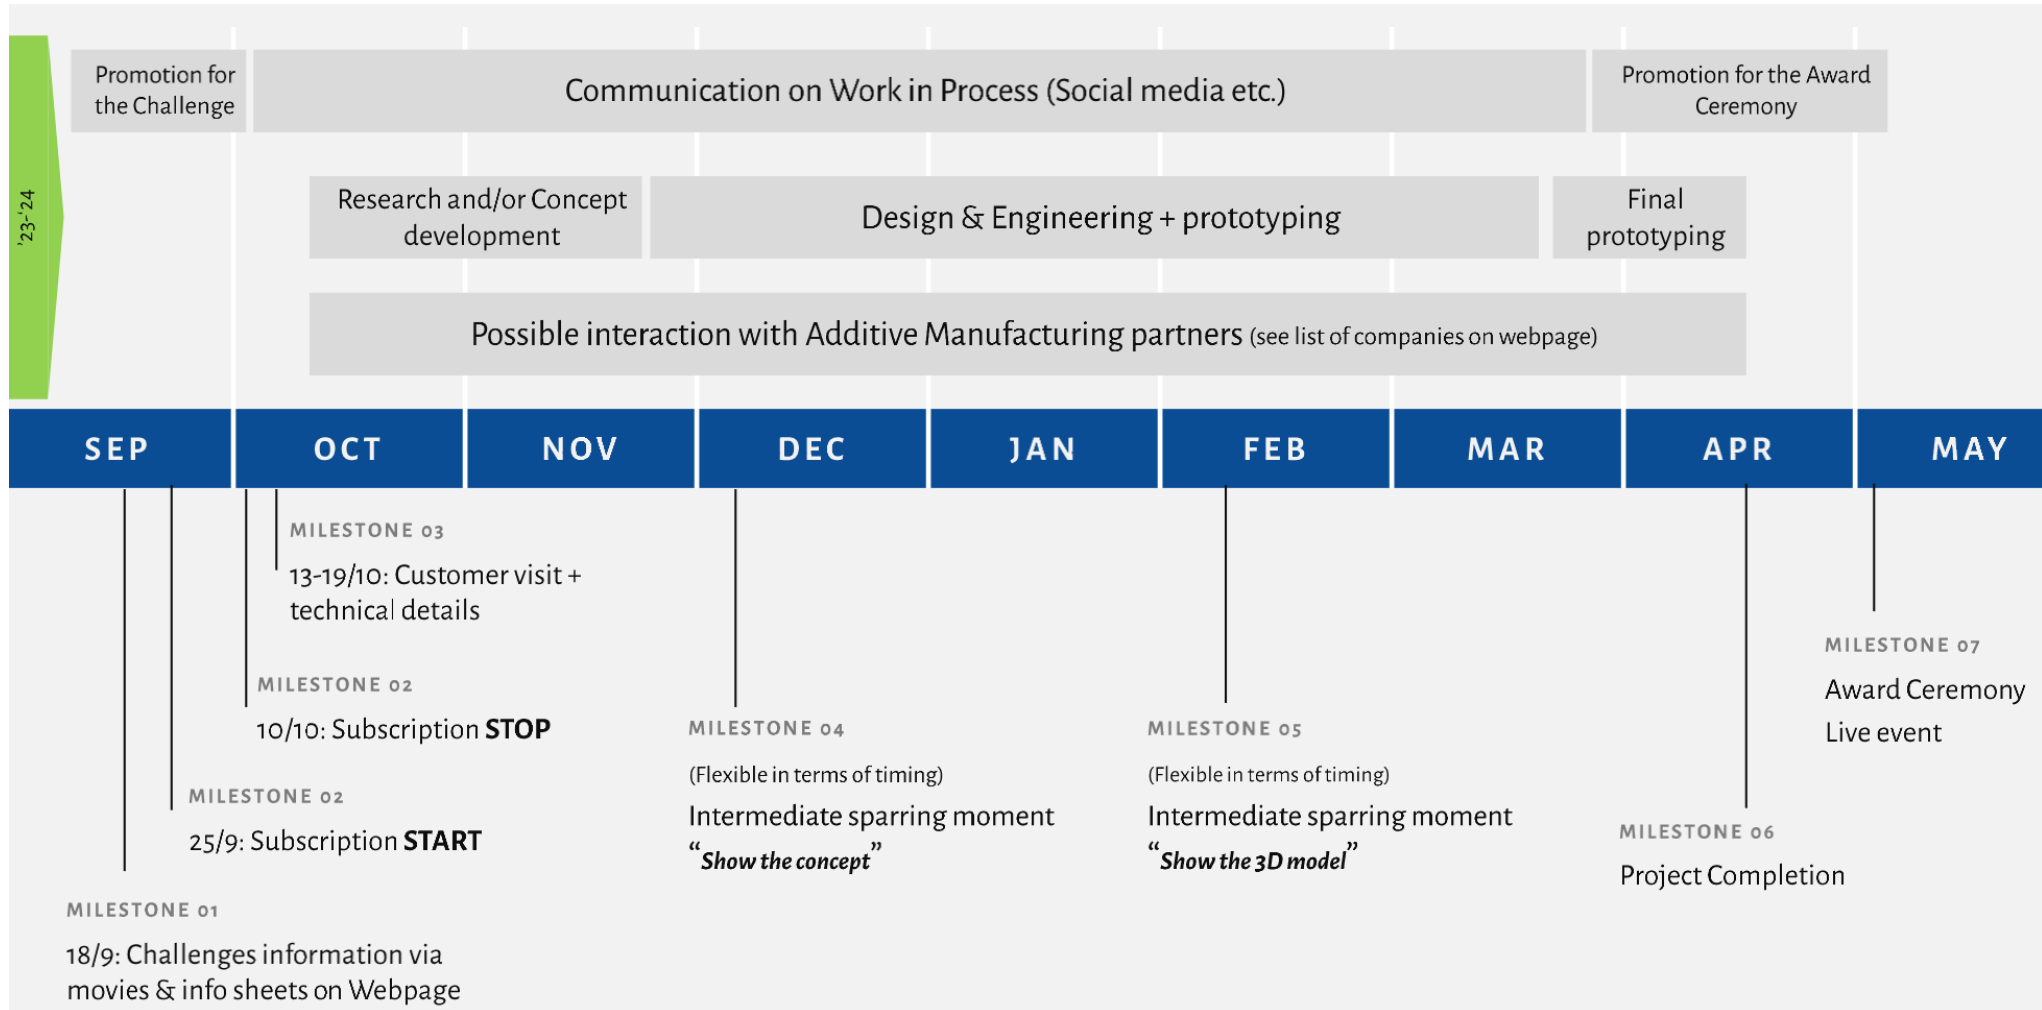 '23-'24
Promotion for
the Challenge
Communication on Work in Process (Social media etc.)
Promotion for the Award
Ceremony
Research and/or Concept
development
Design & Engineering + prototyping
Final
prototyping
Possible interaction with Additive Manufacturing partners (see list of companies on webpage)
SEP OCT NOV DEC JAN FEB MAR APR MAY
MILESTONE 03
13-19/10: Customer visit +
technical details
MILESTONE 02
10/10: Subscription STOP
MILESTONE 02
25/9: Subscription START
MILESTONE 01
18/9: Challenges information via
movies & info sheets on Webpage
MILESTONE 04
(Flexible in terms of timing)
Intermediate sparring moment
“Show the concept”
MILESTONE 05
(Flexible in terms of timing)
Intermediate sparring moment
“Show the 3D model”
MILESTONE 06
Project Completion
MILESTONE 07
Award Ceremony
Live event